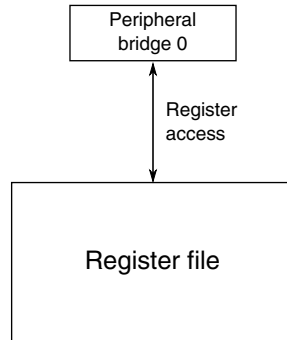 Peripheral
bridge 0
Register
access
Register file